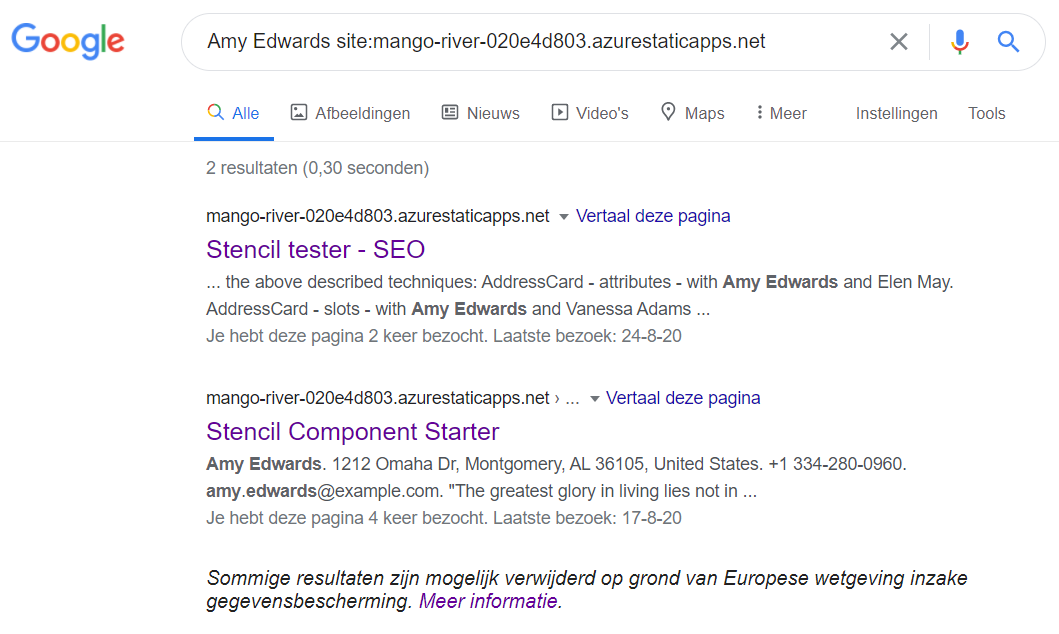 Google
Amy Edwards site:mango-river-020e4d803.azurestaticapps.net
Alle Afbeeldingen Nieuws Video's Maps Meer Instellingen Tools
2 resultaten (0,30 seconden)
mango-river-020e4d803.azurestaticapps.net Vertaal deze pagina
Stencil tester - SEO
... the above described techniques: AddressCard - attributes - with Amy Edwards and Elen May.
AddressCard - slots - with Amy Edwards and Vanessa Adams ...
Je hebt deze pagina 2 keer bezocht. Laatste bezoek: 24-8-20
mango-river-020e4d803.azurestaticapps.net › ... Vertaal deze pagina
Stencil Component Starter
Amy Edwards. 1212 Omaha Dr, Montgomery, AL 36105, United States. +1 334-280-0960.
amy.edwards@example.com. "The greatest glory in living lies not in ...
Je hebt deze pagina 4 keer bezocht. Laatste bezoek: 17-8-20
Sommige resultaten zijn mogelijk verwijderd op grond van Europese wetgeving inzake
gegevensbescherming. Meer informatie.